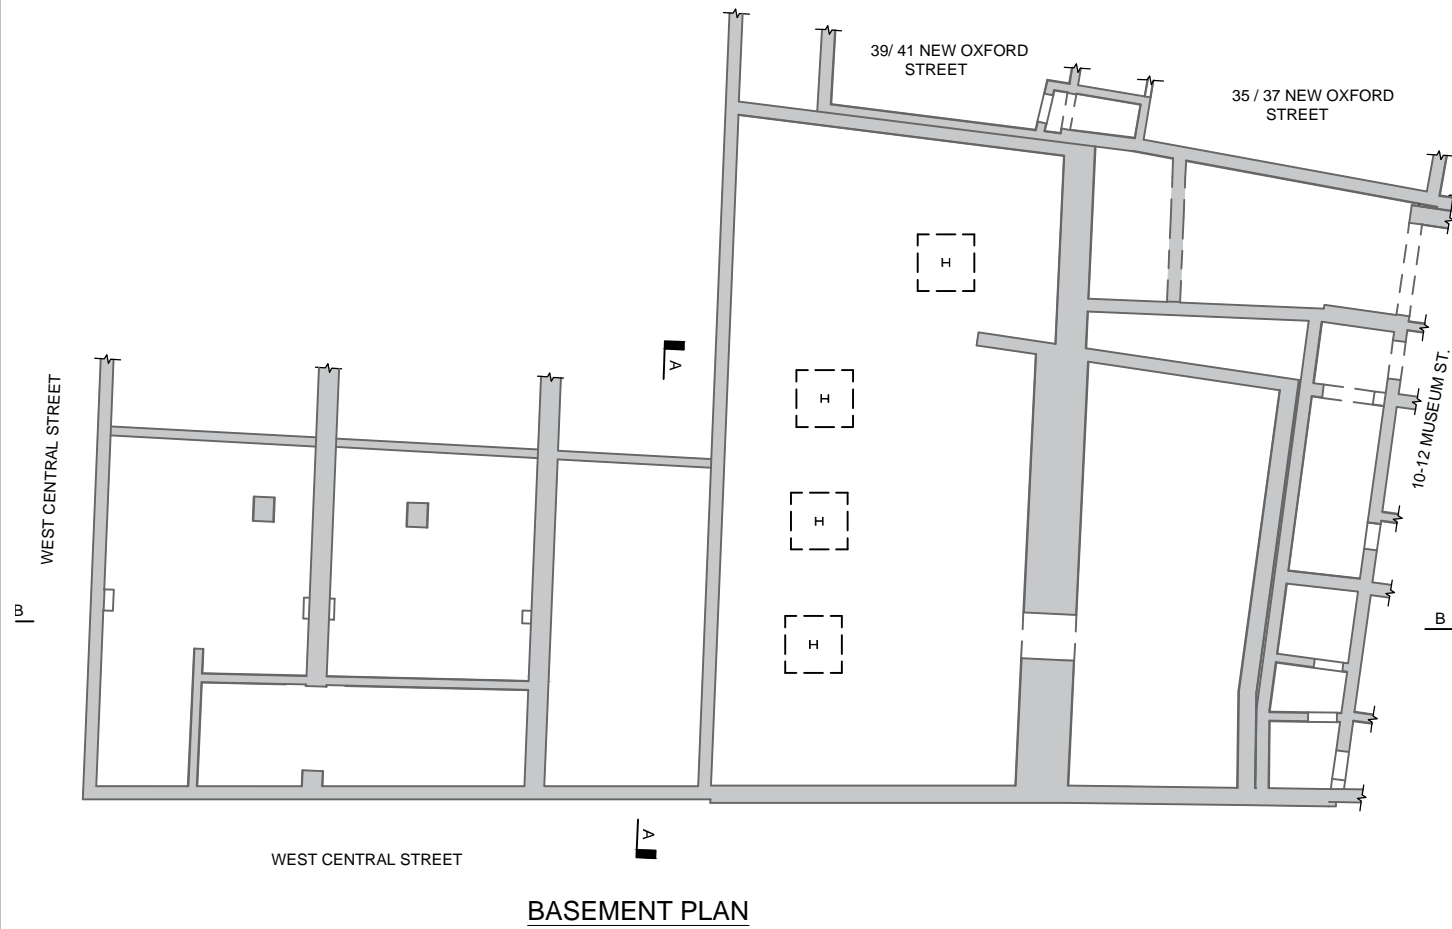 39/ 41 NEW OXFORD
STREET
35 / 37 NEW OXFORD
STREET
H
A
H
10-12 MUSEUM ST.
WEST CENTRAL STREET
H
B
B
H
A
WEST CENTRAL STREET
BASEMENT PLAN